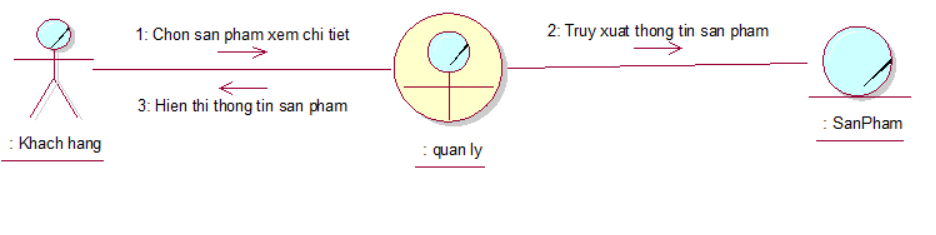 1: Chon san pham xem chi tiet
2: Truy xuat thong tin san pham
3: Hien thi thong tin san pham
: Khach hang
: quan ly
: SanPham